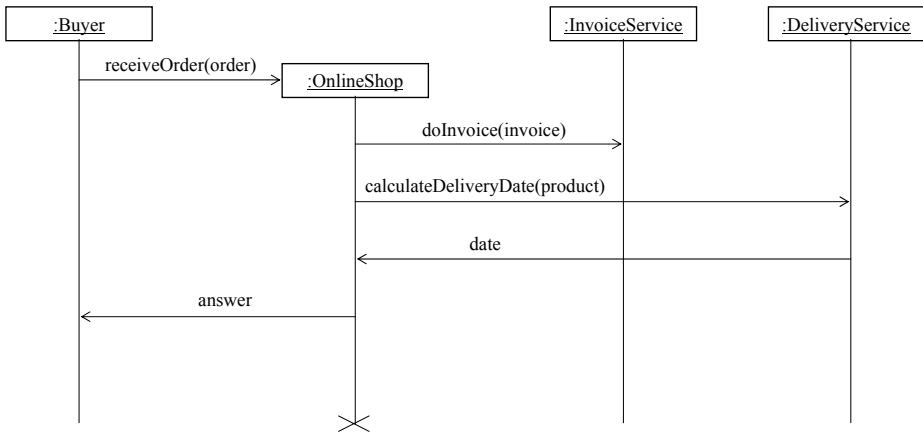 :Buyer
:InvoiceService
:DeliveryService
receiveOrder(order)
:OnlineShop
doInvoice(invoice)
calculateDeliveryDate(product)
date
answer